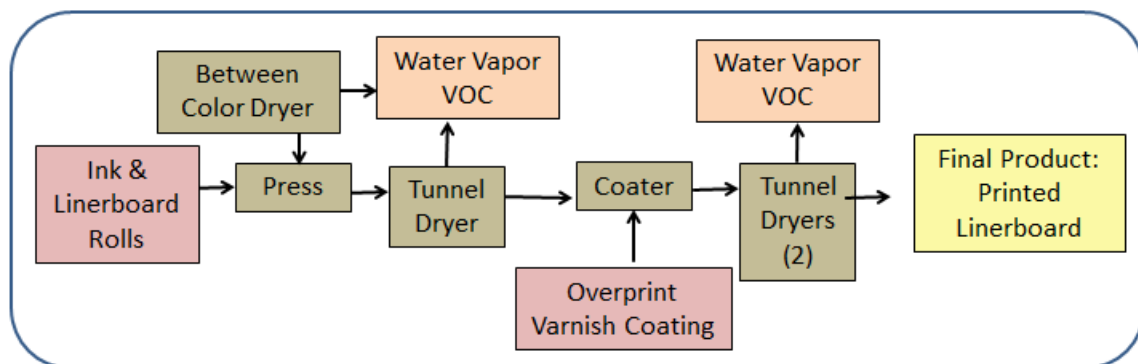 Between
Color Dryer
Water Vapor
VOC
Water Vapor
VOC
Ink &
Linerboard
Rolls
Press
Tunnel
Dryer
Coater
Tunnel
Dryers
(2)
Final Product:
Printed
Linerboard
Overprint
Varnish Coating